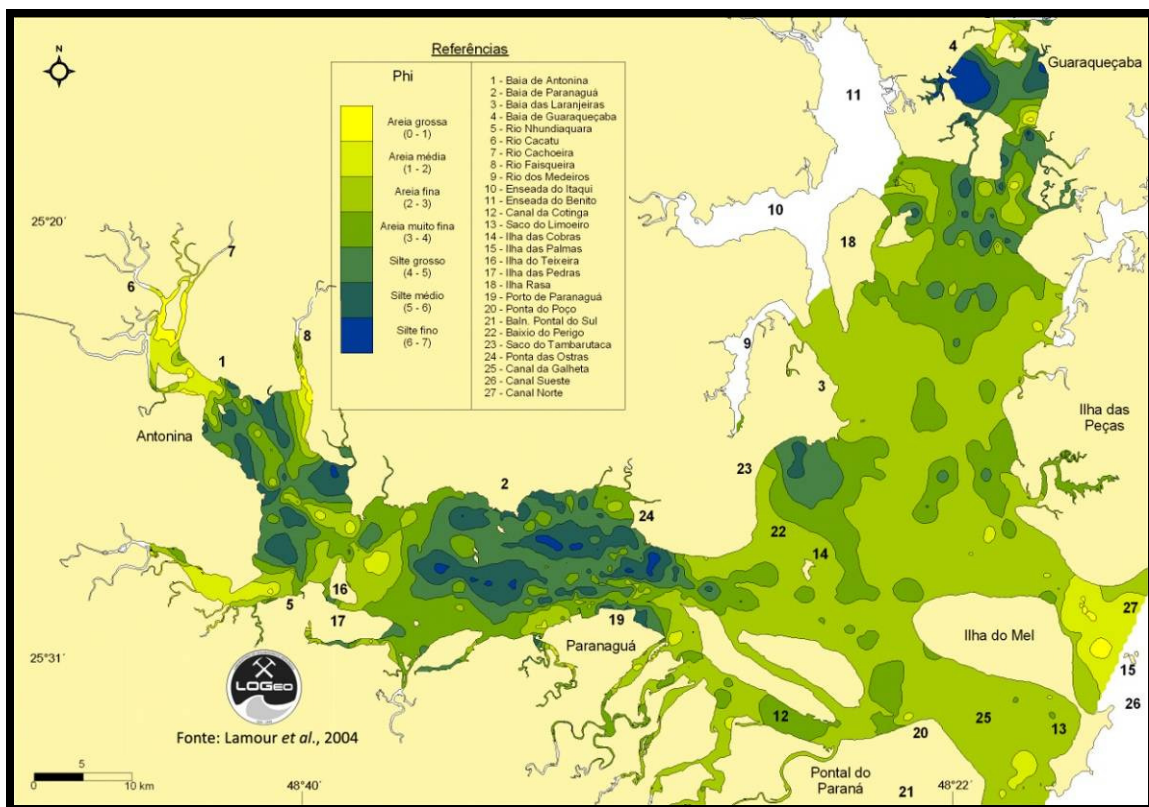 Referências
Phi
Areia grossa
(0 - 1)
Areia média
(1 - 2)
Areia fina
(2 - 3)
Areia muito fina
(3 - 4)
Silte grosso
(4 - 5)
Silte médio
(5 - 6)
Silte fino
(6 - 7)
1 - Baia de Antonina
2 - Baia de Paranaguá
3 - Baia das Laranjeiras
4 - Baia de Guaraqueçaba
5 - Rio Nhundiaquara
6 - Rio Cacatu
7 - Rio Cachoeira
8 - Rio Faisqueira
9 - Rio dos Medeiros
10 - Enseada do Itaqui
11 - Enseada do Benito
12 - Canal da Cotinga
13 - Saco do Limoeiro
14 - Ilha das Cobras
15 - Ilha das Palmas
16 - Ilha do Teixeira
17 - Ilha das Pedras
18 - Ilha Rasa
19 - Porto de Paranaguá
20 - Ponta do Poço
21 - Baln. Pontal do Sul
22 - Baixio do Perigo
23 - Saco do Tambarutaca
24 - Ponta das Ostras
25 - Canal da Galheta
26 - Canal Sueste
27 - Canal Norte
N
4
Guaraqueçaba
11
25°20´
10
7
6
18
8
9
1
3
Ilha das
Peças
Antonina
23
2
24
22
14
16
5
17
19
Paranaguá
27
Ilha do Mel
15
25°31´
26
LOGEO
12
25
13
20
Fonte: Lamour et al., 2004
5
10 km
48°40´
Pontal do
Paraná
21
48°22´